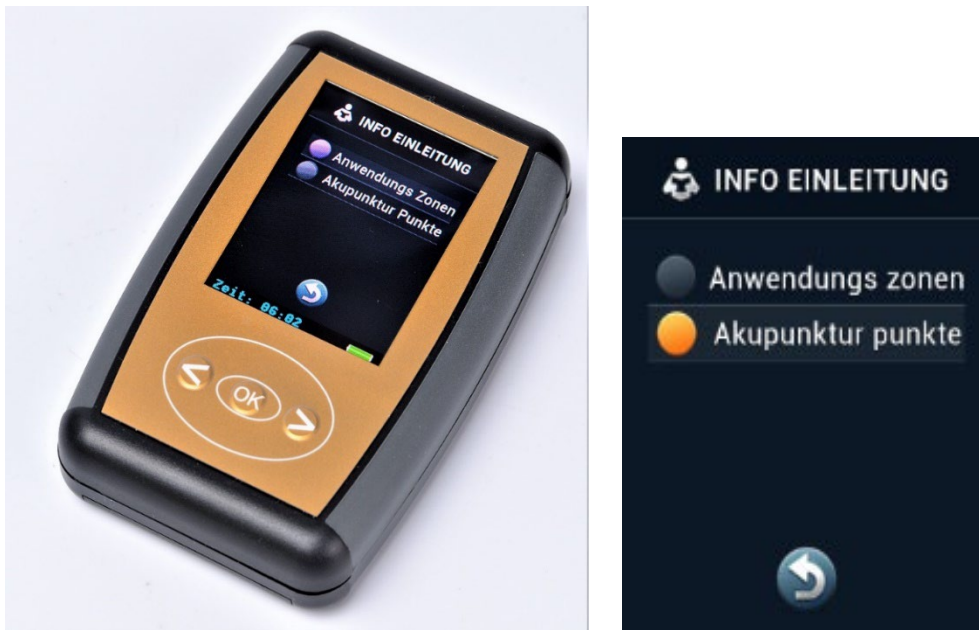 INFO EINLEITUNG
Anwendungs Zonen
Akupunktur Punkte
Zeit: 06:02
< OK >
INFO EINLEITUNG
Anwendungs zonen
Akupunktur punkte